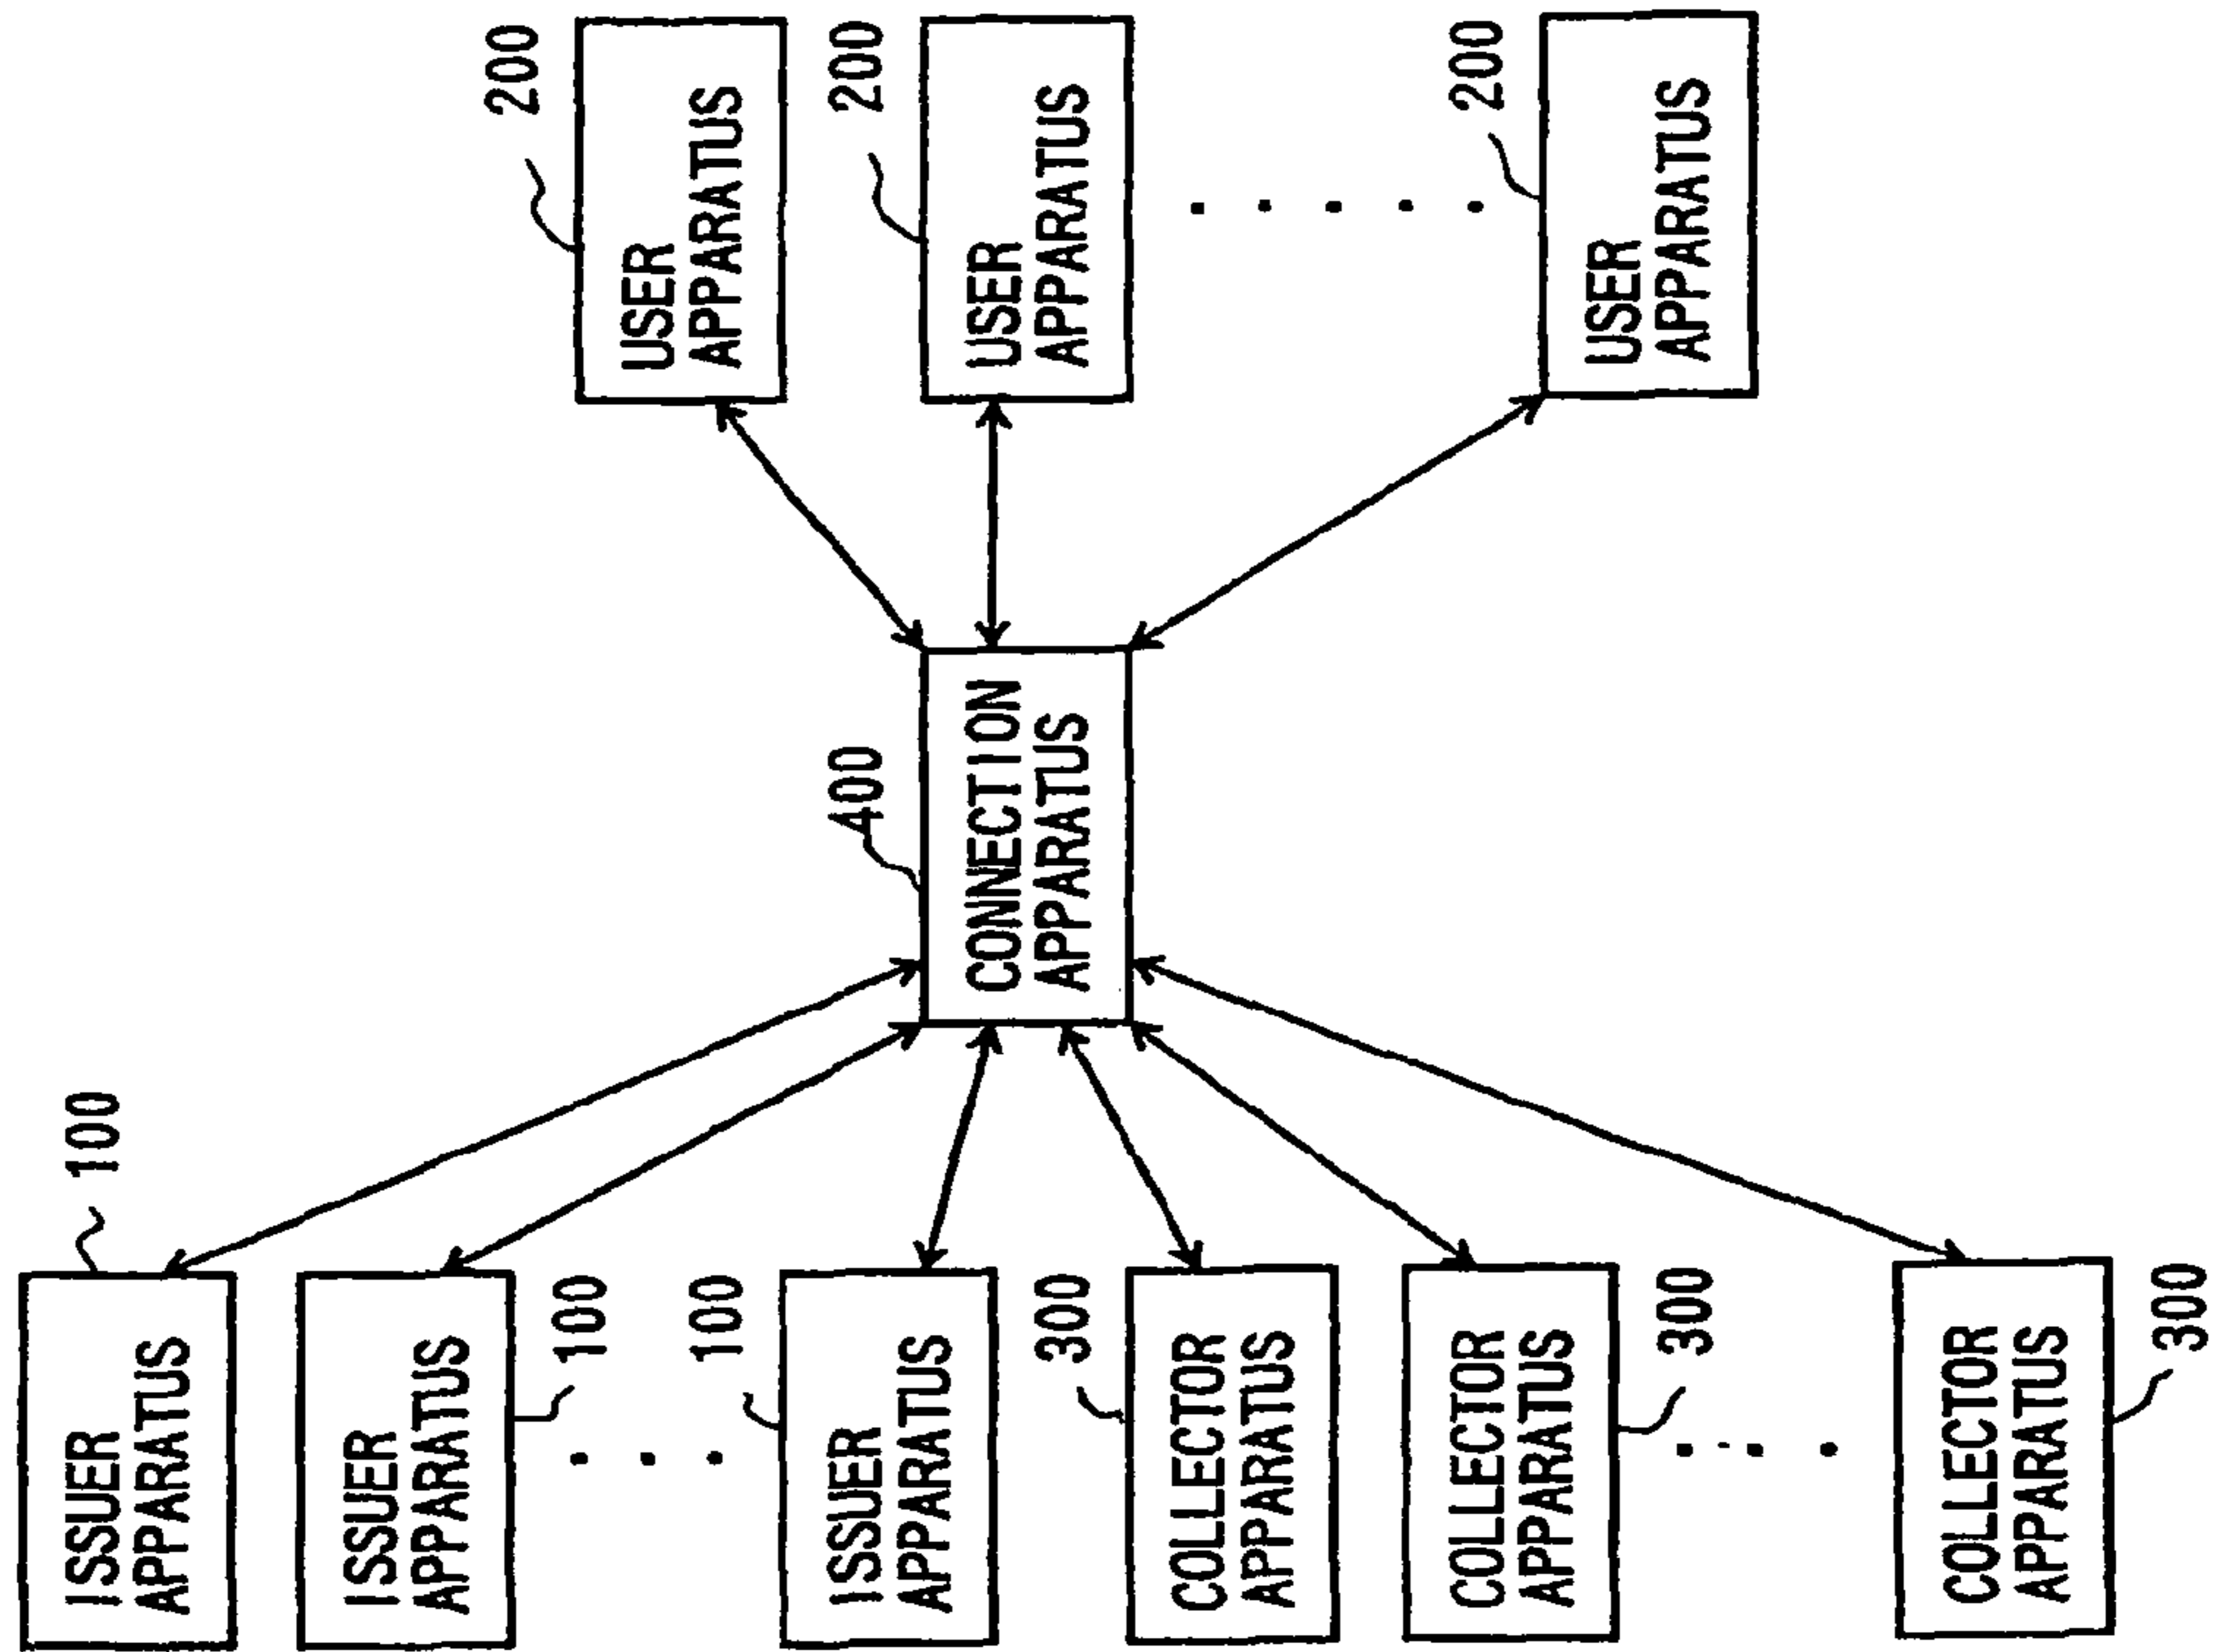 100
ISSUER
APPARATUS
ISSUER
APPARATUS
100
100
ISSUER
APPARATUS
300
COLLECTOR
APPARATUS
COLLECTOR
APPARATUS
300
COLLECTOR
APPARATUS
300
400
CONNECTION
APPARATUS
200
USER
APPARATUS
200
USER
APPARATUS
200
USER
APPARATUS